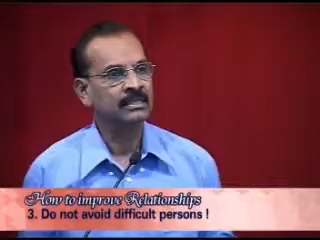 How to improve Relationships
3. Do not avoid difficult persons !